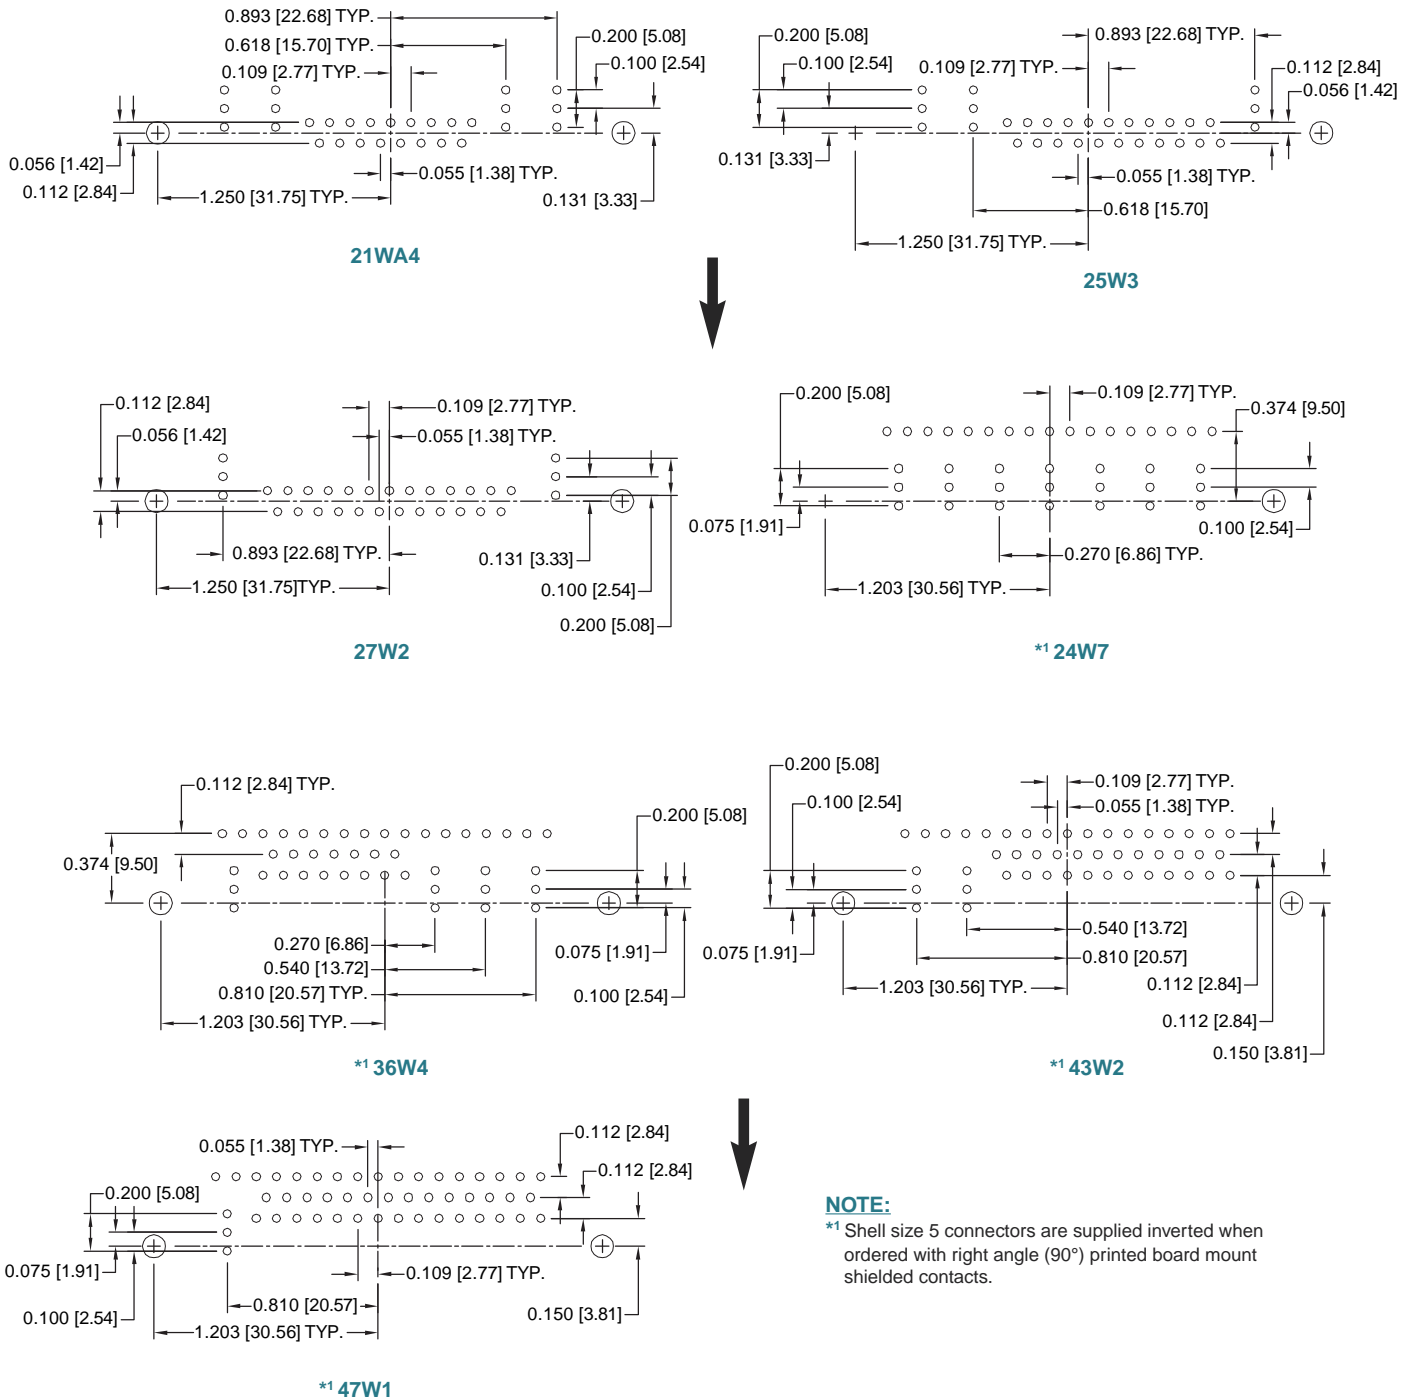 0.893 [22.68] TYP.
0.618 [15.70] TYP.
0.109 [2.77] TYP.
0.200 [5.08]
0.100 [2.54]
0.056 [1.42]
0.112 [2.84]
0.055 [1.38] TYP.
1.250 [31.75] TYP.
0.131 [3.33]
21WA4
0.200 [5.08]
0.893 [22.68] TYP.
0.100 [2.54]
0.109 [2.77] TYP.
0.112 [2.84]
0.056 [1.42]
0.131 [3.33]
0.055 [1.38] TYP.
0.618 [15.70]
1.250 [31.75] TYP.
25W3
0.112 [2.84]
0.109 [2.77] TYP.
0.056 [1.42]
0.055 [1.38] TYP.
0.893 [22.68] TYP.
0.131 [3.33]
1.250 [31.75]TYP.
0.100 [2.54]
0.200 [5.08]
27W2
0.200 [5.08]
0.109 [2.77] TYP.
0.374 [9.50]
0.075 [1.91]
0.100 [2.54]
0.270 [6.86] TYP.
1.203 [30.56] TYP.
*1 24W7
0.112 [2.84] TYP.
0.200 [5.08]
0.374 [9.50]
0.270 [6.86]
0.075 [1.91]
0.540 [13.72]
0.810 [20.57] TYP.
0.100 [2.54]
1.203 [30.56] TYP.
*1 36W4
0.200 [5.08]
0.109 [2.77] TYP.
0.100 [2.54]
0.055 [1.38] TYP.
0.540 [13.72]
0.075 [1.91]
0.810 [20.57]
1.203 [30.56] TYP.
0.112 [2.84]
0.112 [2.84]
0.150 [3.81]
*1 43W2
0.055 [1.38] TYP.
0.112 [2.84]
0.112 [2.84]
0.200 [5.08]
0.075 [1.91]
0.109 [2.77] TYP.
0.100 [2.54]
0.810 [20.57]
0.150 [3.81]
1.203 [30.56] TYP.
*1 47W1
NOTE:
*1 Shell size 5 connectors are supplied inverted when
ordered with right angle (90°) printed board mount
shielded contacts.